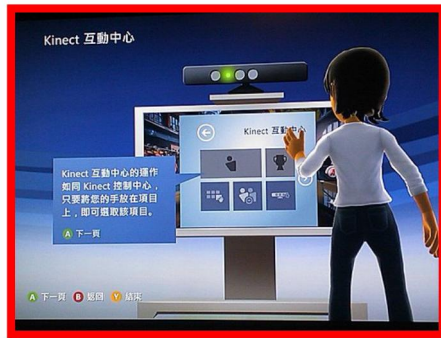 Kinect 互動中心
Kinect 互動中心
Kinect 互動中心的運作
如同 Kinect 控制中心，
只要將您的手放在項目
上，即可選取該項目。
A 下一頁
A 下一頁 B 返回 Y 結束